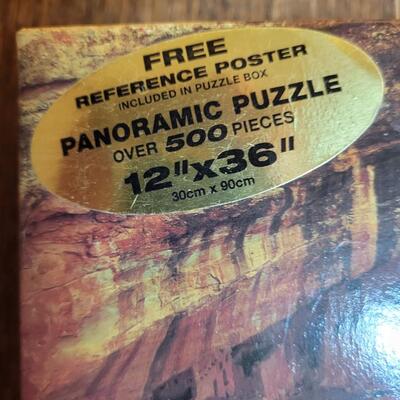 FREE
REFERENCE POSTER
INCLUDED IN PUZZLE BOX
PANORAMIC PUZZLE
OVER 500 PIECES
12"x36"
30cm x 90cm